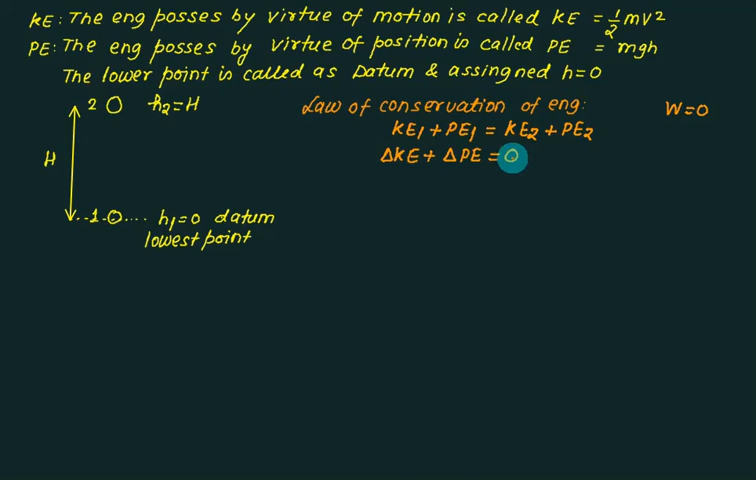 KE: The eng posses by virtue of motion is called KE = 1/2 mv²
PE: The eng posses by virtue of position is called PE = mgh
The lower point is called as Datum & assingned h=0
2 h₂=H
Law of conservation of eng:
W=0
KE₁ + PE₁ = KE₂ + PE₂
H
ΔKE + ΔPE = 0
1 h₁=0 datum
lowest point